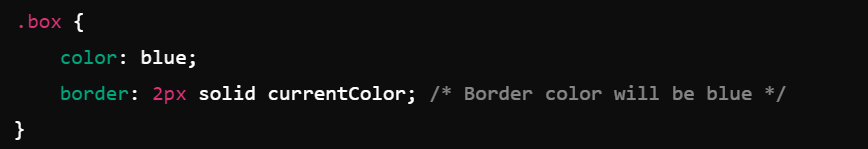 .box {
    color: blue;
    border: 2px solid currentColor; /* Border color will be blue */
}